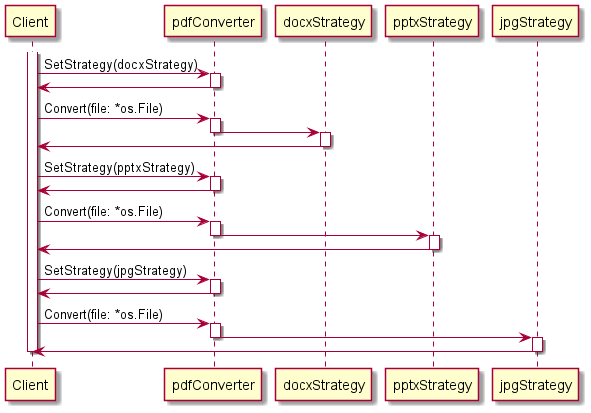 Client
pdfConverter
docxStrategy
pptxStrategy
jpgStrategy
SetStrategy(docxStrategy)
Convert(file: *os.File)
SetStrategy(pptxStrategy)
Convert(file: *os.File)
SetStrategy(jpgStrategy)
Convert(file: *os.File)
Client
pdfConverter
docxStrategy
pptxStrategy
jpgStrategy